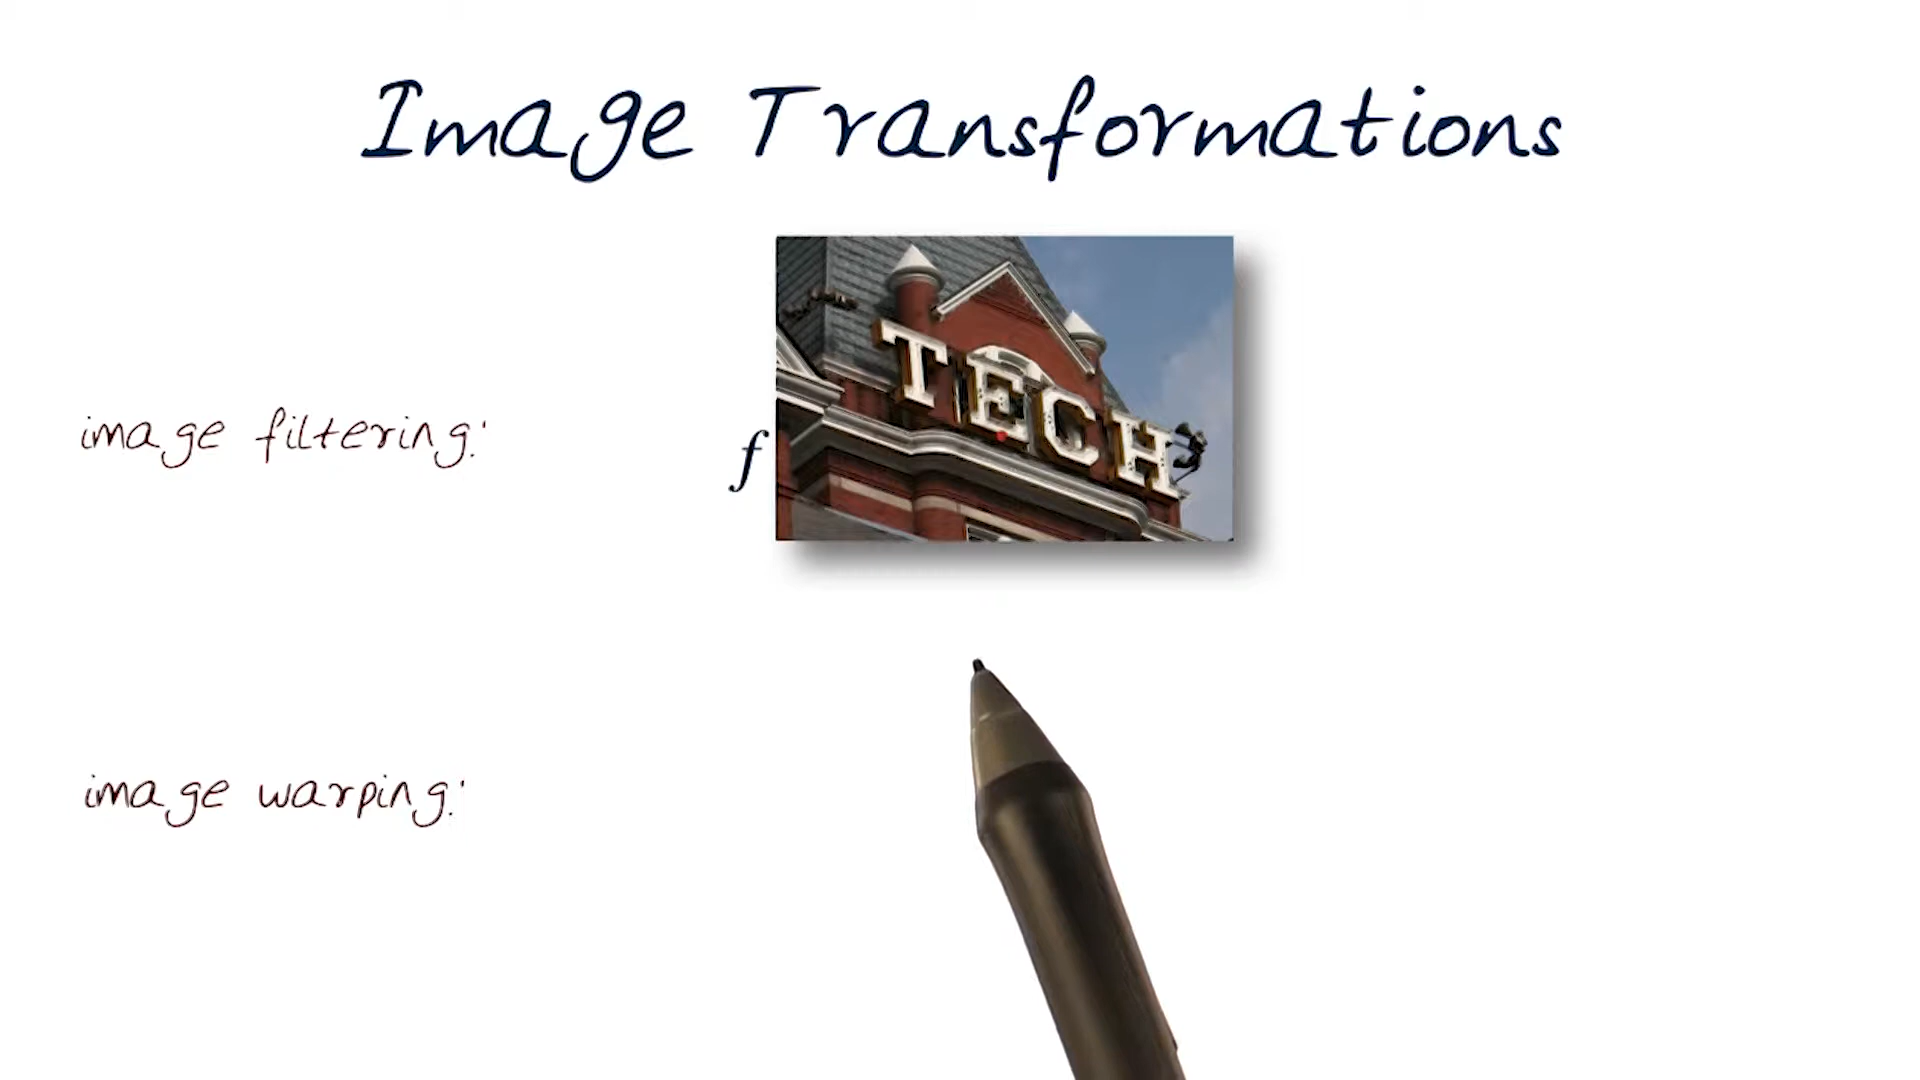 Image Transformations
TECH
image filtering:
f
image warping: